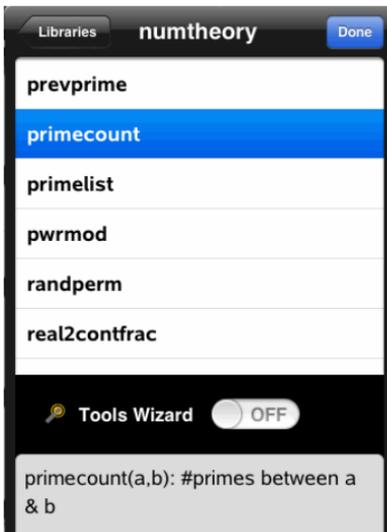 Libraries numtheory Done
prevprime
primecount
primelist
pwrmod
randperm
real2contfrac
Tools Wizard OFF
primecount(a,b): #primes between a
& b